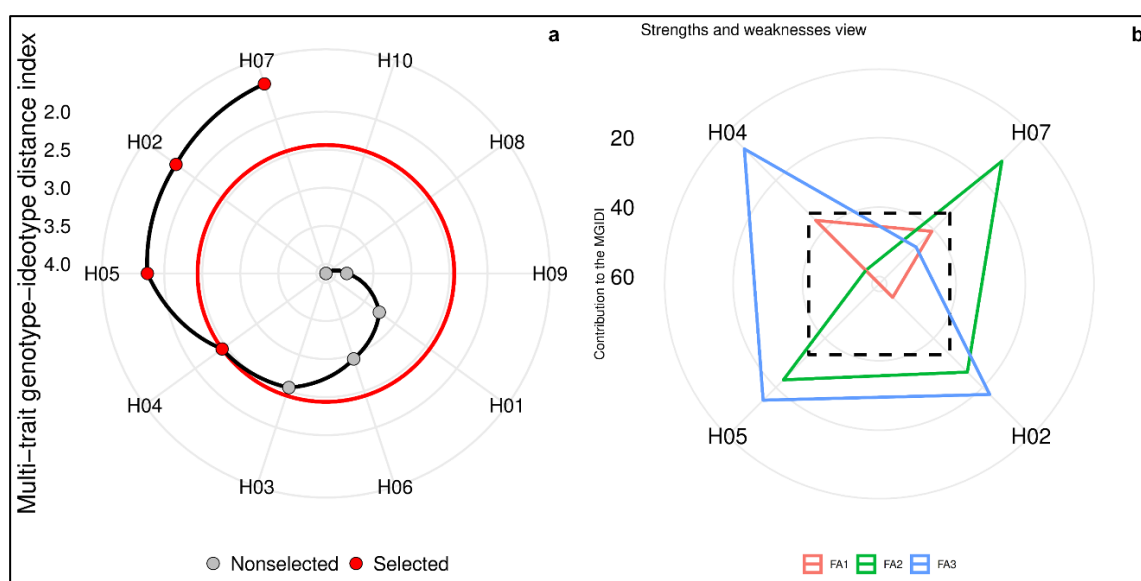 a
Multi−trait genotype−ideotype distance index
2.0
2.5
3.0
3.5
4.0
H07
H10
H02
H08
H05
H09
H04
H01
H03
H06
Nonselected Selected
Strengths and weaknesses view
b
Contribution to the MGIDI
20
40
60
H04
H07
H05
H02
FA1 FA2 FA3